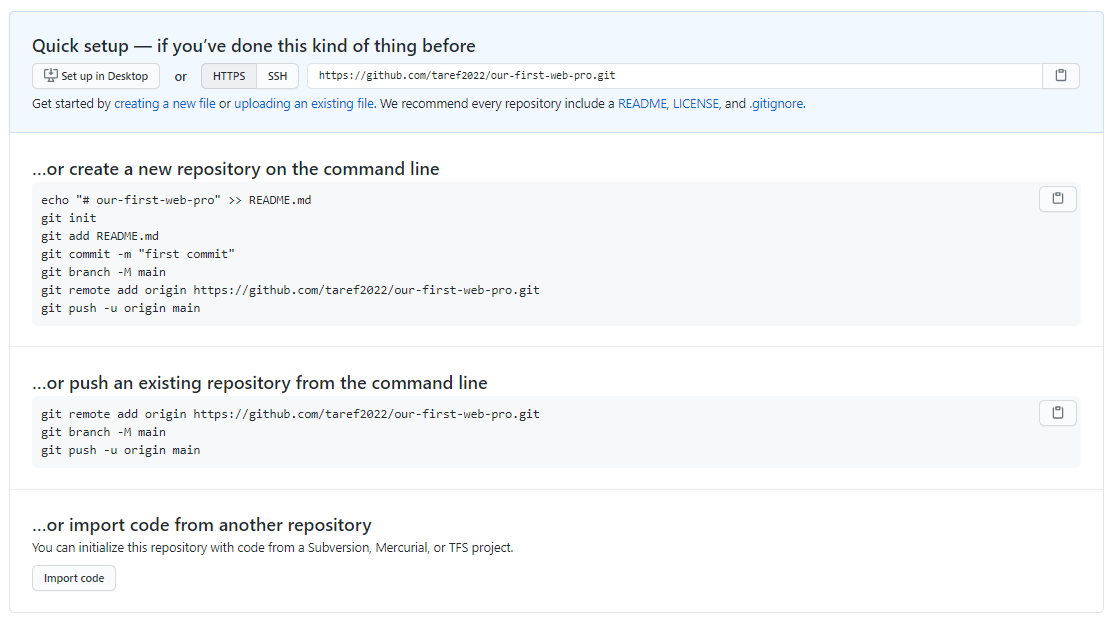 Quick setup — if you’ve done this kind of thing before
Set up in Desktop or HTTPS SSH https://github.com/taref2022/our-first-web-pro.git
Get started by creating a new file or uploading an existing file. We recommend every repository include a README, LICENSE, and .gitignore.
…or create a new repository on the command line
echo "# our-first-web-pro" >> README.md
git init
git add README.md
git commit -m "first commit"
git branch -M main
git remote add origin https://github.com/taref2022/our-first-web-pro.git
git push -u origin main
…or push an existing repository from the command line
git remote add origin https://github.com/taref2022/our-first-web-pro.git
git branch -M main
git push -u origin main
…or import code from another repository
You can initialize this repository with code from a Subversion, Mercurial, or TFS project.
Import code